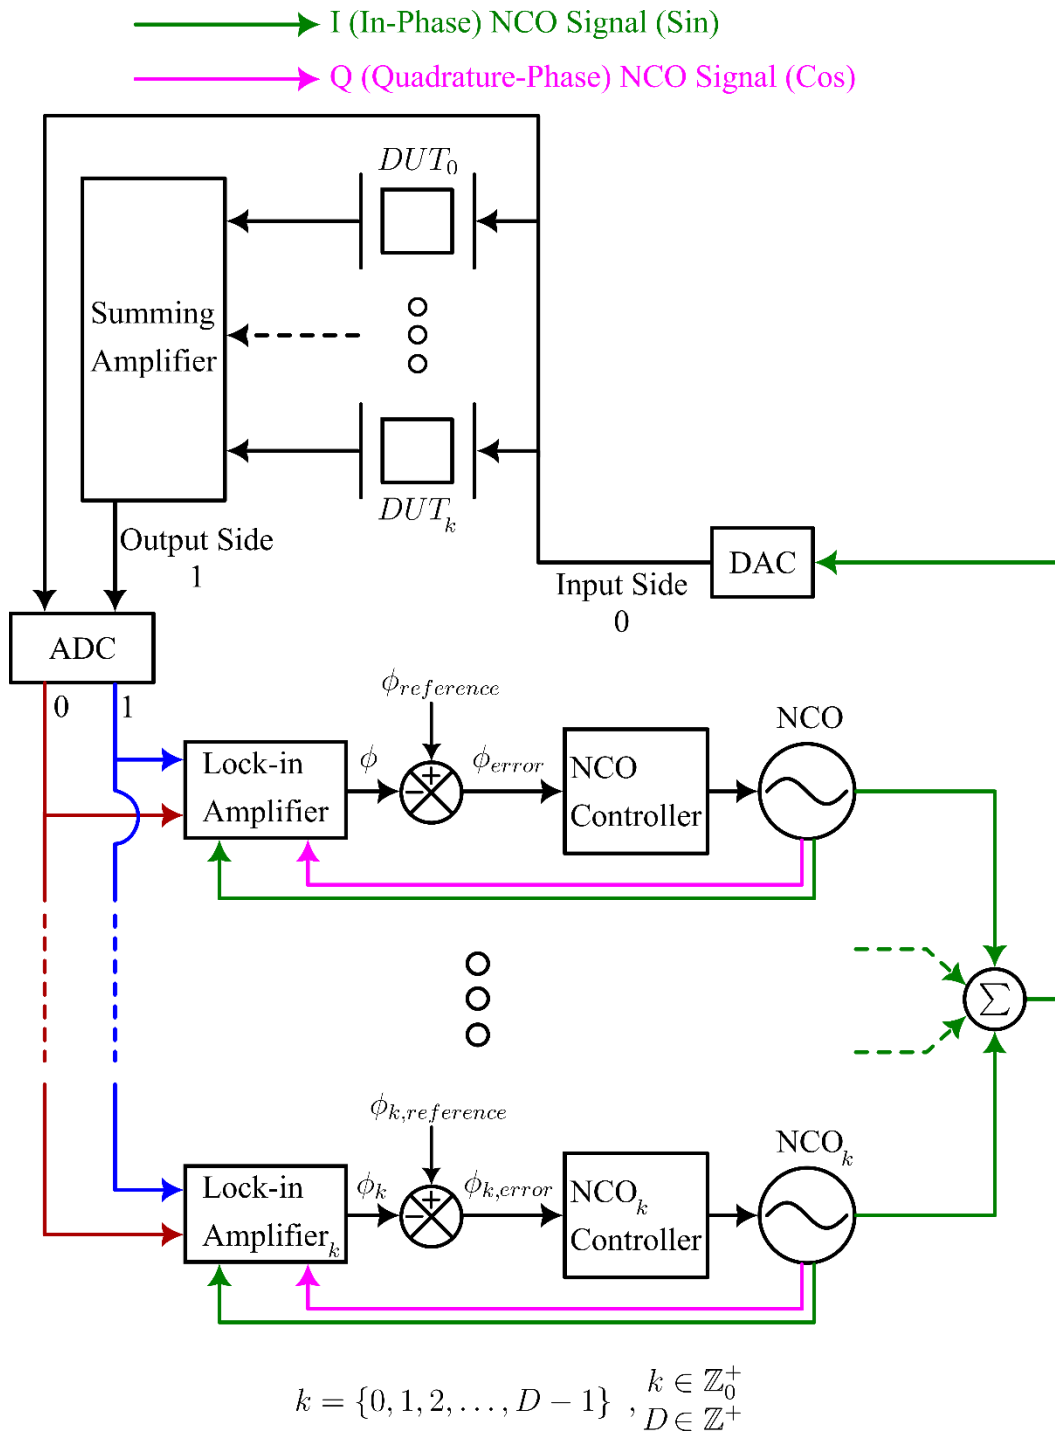 I (In-Phase) NCO Signal (Sin)
Q (Quadrature-Phase) NCO Signal (Cos)
DUT₀
Summing
Amplifier
DUTₖ
Output Side
1
DAC
Input Side
0
ADC
0
1
ϕreference
NCO
Lock-in
Amplifier
ϕ
+
−
ϕerror
NCO
Controller
Σ
ϕk,reference
NCOₖ
Lock-in
Amplifierₖ
ϕₖ
+
−
ϕk,error
NCOₖ
Controller
k = {0, 1, 2, . . . , D − 1} , k ∈ ℤ₀⁺
D ∈ ℤ⁺